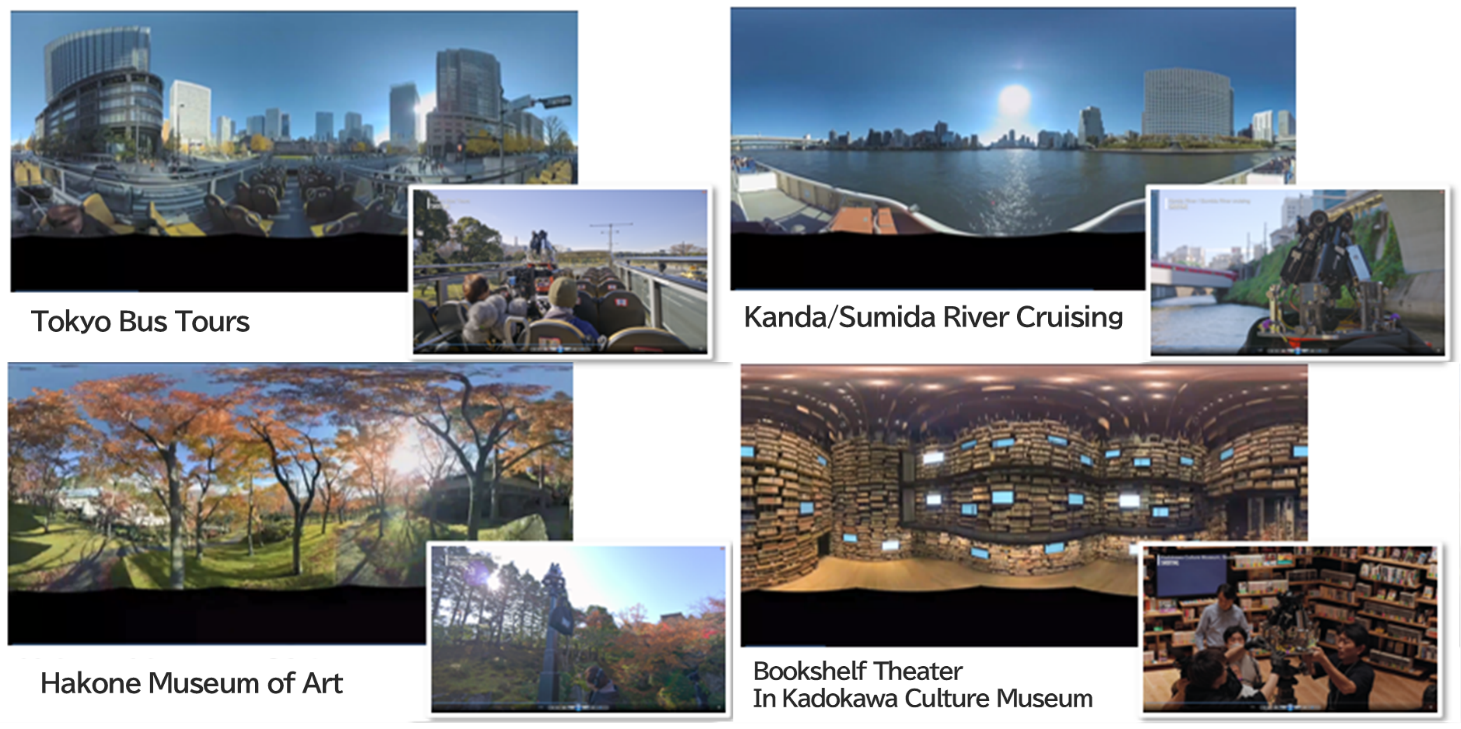 Tokyo Bus Tours
Kanda/Sumida River Cruising
Hakone Museum of Art
Bookshelf Theater
In Kadokawa Culture Museum